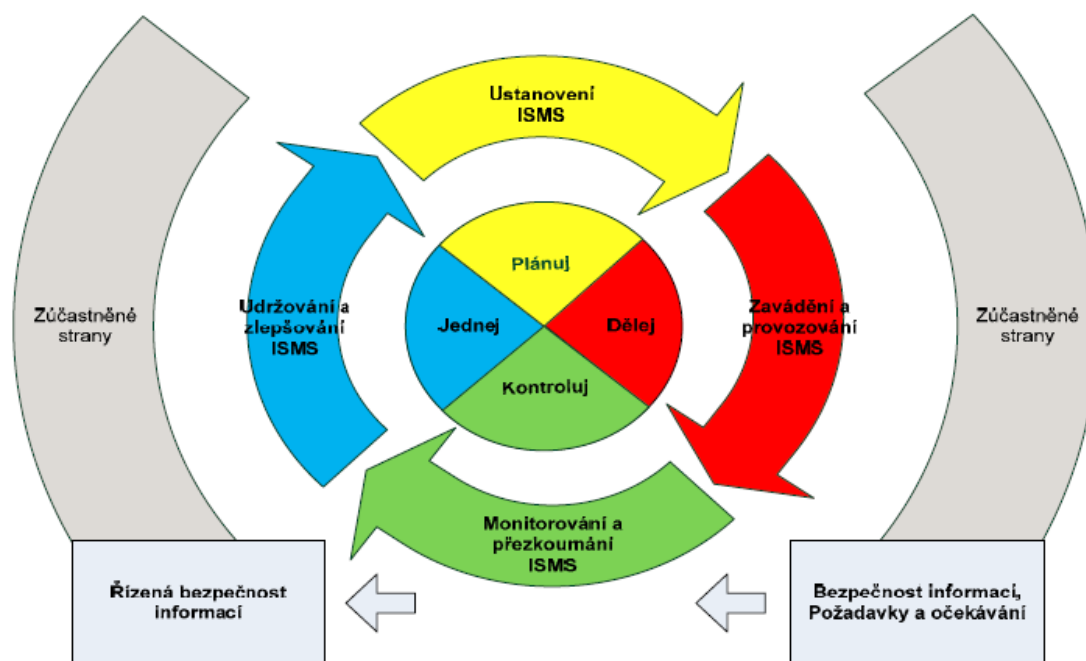 Ustanovení
ISMS
Plánuj
Zúčastněné
strany
Udržování a
zlepšování
ISMS
Jednej
Dělej
Zavádění a
provozování
ISMS
Zúčastněné
strany
Kontroluj
Monitorování a
přezkoumání
ISMS
Řízená bezpečnost
informací
Bezpečnost informací,
Požadavky a očekávání